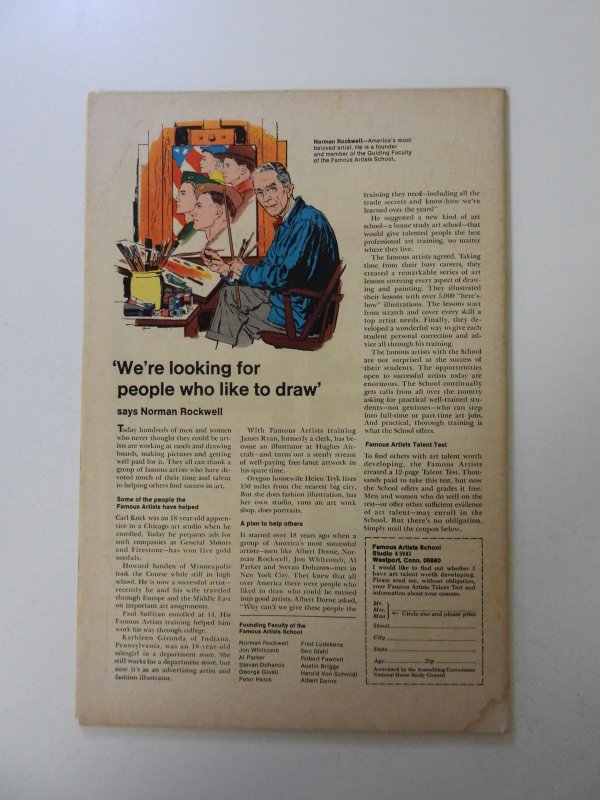 Norman Rockwell—America's most
beloved artist. He is a founder
and member of the Guiding Faculty
of the Famous Artists School.
'We're looking for
people who like to draw'
says Norman Rockwell
Today hundreds of men and women
who never thought they could be art-
ists are working at easels and drawing
boards, making pictures and getting
well paid for it. They all can thank a
group of famous artists who have de-
voted much of their time and talent
to helping others find success in art.
Some of the people the
Famous Artists have helped
Carl Kock was an 18-year-old appren-
tice in a Chicago art studio when he
enrolled. Today he prepares ads for
such companies as General Motors
and Firestone—has won five gold
medals.
Howard Sanden of Minneapolis
took the Course while still in high
school. He is now a successful artist—
recently he and his wife traveled
through Europe and the Middle East
on important art assignments.
Paul Sullivan enrolled at 14. His
Famous Artists training helped him
work his way through college.
Kathleen Gironda of Indiana,
Pennsylvania, was an 18-year-old
salesgirl in a department store. She
still works for a department store, but
now it's as an advertising artist and
fashion illustrator.
With Famous Artists training
James Ryan, formerly a clerk, has be-
come an illustrator at Hughes Air-
craft—and turns out a steady stream
of well-paying free-lance artwork in
his spare time.
Oregon housewife Helen Tryk lives
150 miles from the nearest big city.
But she does fashion illustration, has
her own studio, runs an art work
shop, does portraits.
A plan to help others
It started over 18 years ago when a
group of America's most successful
artists—men like Albert Dorne, Nor-
man Rockwell, Jon Whitcomb, Al
Parker and Stevan Dohanos—met in
New York City. They knew that all
over America there were people who
liked to draw who could be turned
into good artists. Albert Dorne asked,
"Why can't we give these people the
Founding Faculty of the
Famous Artists School
Norman Rockwell
Jon Whitcomb
Al Parker
Stevan Dohanos
George Giusti
Peter Helck
Fred Ludekens
Ben Stahl
Robert Fawcett
Austin Briggs
Harold Von Schmidt
Albert Dorne
training they need—including all the
trade secrets and know-how we've
learned over the years?"
He suggested a new kind of art
school—a home study art school—that
would give talented people the best
professional art training, no matter
where they live.
The famous artists agreed. Taking
time from their busy careers, they
created a remarkable series of art
lessons covering every aspect of draw-
ing and painting. They illustrated
their lessons with over 5,000 "here's-
how" illustrations. The lessons start
from scratch and cover every skill a
top artist needs. Finally, they de-
veloped a wonderful way to give each
student personal correction and ad-
vice all through his training.
The famous artists with the School
are not surprised at the success of
their students. The opportunities
open to successful artists today are
enormous. The School continually
gets calls from all over the country
asking for practical well-trained stu-
dents—not geniuses—who can step
into full-time or part-time art jobs.
And practical, thorough training is
what the School offers.
Famous Artists Talent Test
To find others with art talent worth
developing, the Famous Artists
created a 12-page Talent Test. Thou-
sands paid to take this test, but now
the School offers and grades it free.
Men and women who do well on the
test—or offer other sufficient evidence
of art talent—may enroll in the
School. But there's no obligation.
Simply mail the coupon below.
Famous Artists School
Studio
Westport, Conn. 06880
I would like to find out whether I
have art talent worth developing.
Please send me, without obligation,
your Famous Artists Talent Test and
information about your courses.
Mr.
Mrs.
Miss
← Circle one and please print
Street
City
State
Age Zip
Accredited by the Accrediting Commission
National Home Study Council